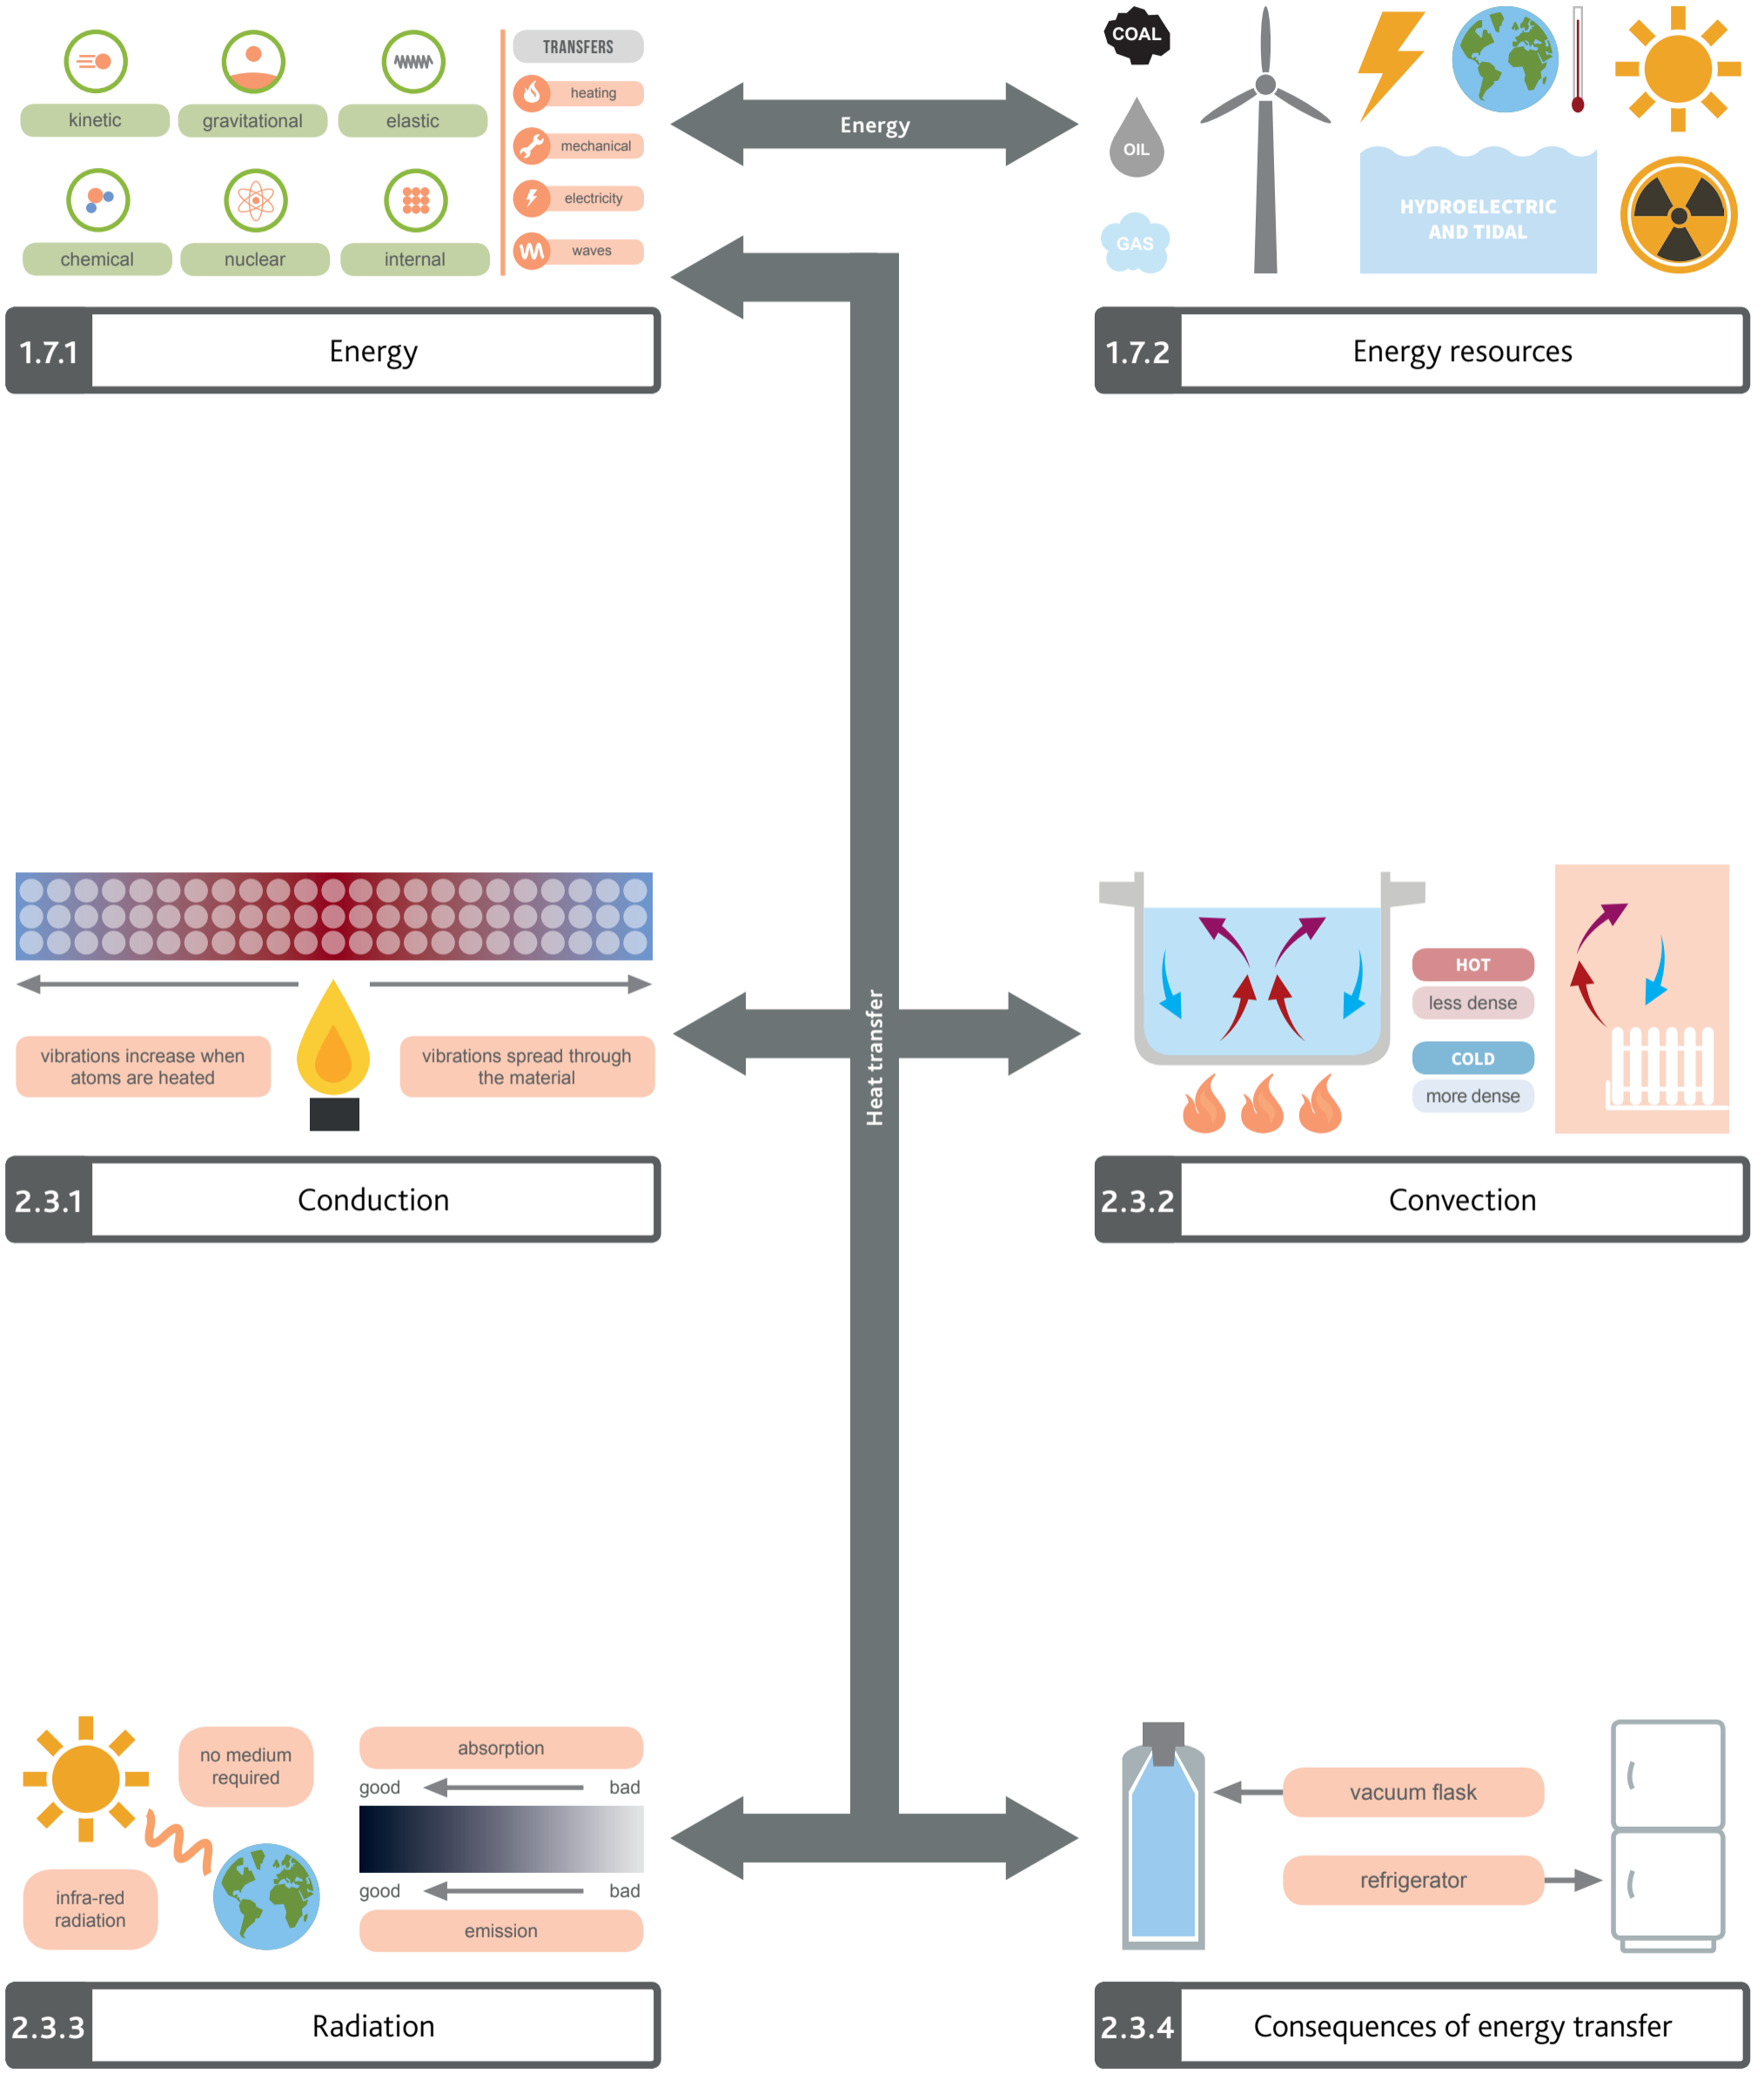 kinetic
gravitational
elastic
chemical
nuclear
internal
TRANSFERS
heating
mechanical
electricity
waves
1.7.1
Energy
Energy
COAL
OIL
GAS
HYDROELECTRIC
AND TIDAL
1.7.2
Energy resources
Heat transfer
vibrations increase when
atoms are heated
vibrations spread through
the material
2.3.1
Conduction
HOT
less dense
COLD
more dense
2.3.2
Convection
no medium
required
infra-red
radiation
absorption
good
bad
good
bad
emission
2.3.3
Radiation
vacuum flask
refrigerator
2.3.4
Consequences of energy transfer